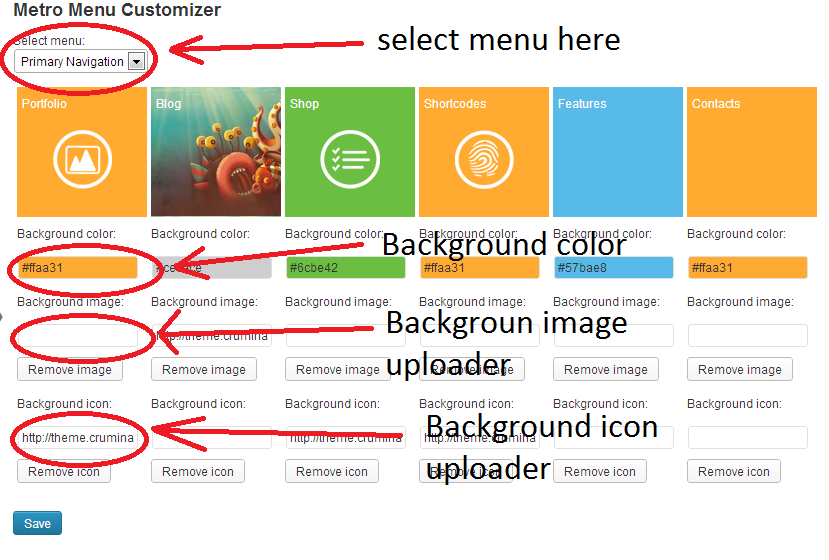 Metro Menu Customizer
Select menu:
select menu here
Primary Navigation
Portfolio Blog Shop Shortcodes Features Contacts
Background color: Background color: Background color: Background color: Background color: Background color:
Background color
#ffaa31 #6cbe42 #ffaa31 #57bae8 #ffaa31
Background image: Background image: Background image: Background image: Background image: Background image:
Backgroun image
http://theme.crumina
uploader
Remove image Remove image Remove image Remove image Remove image Remove image
Background icon: Background icon: Background icon: Background icon: Background icon: Background icon:
Background icon
http://theme.crumina http://theme.crumina http://theme.crumina
uploader
Remove icon Remove icon Remove icon Remove icon Remove icon Remove icon
Save